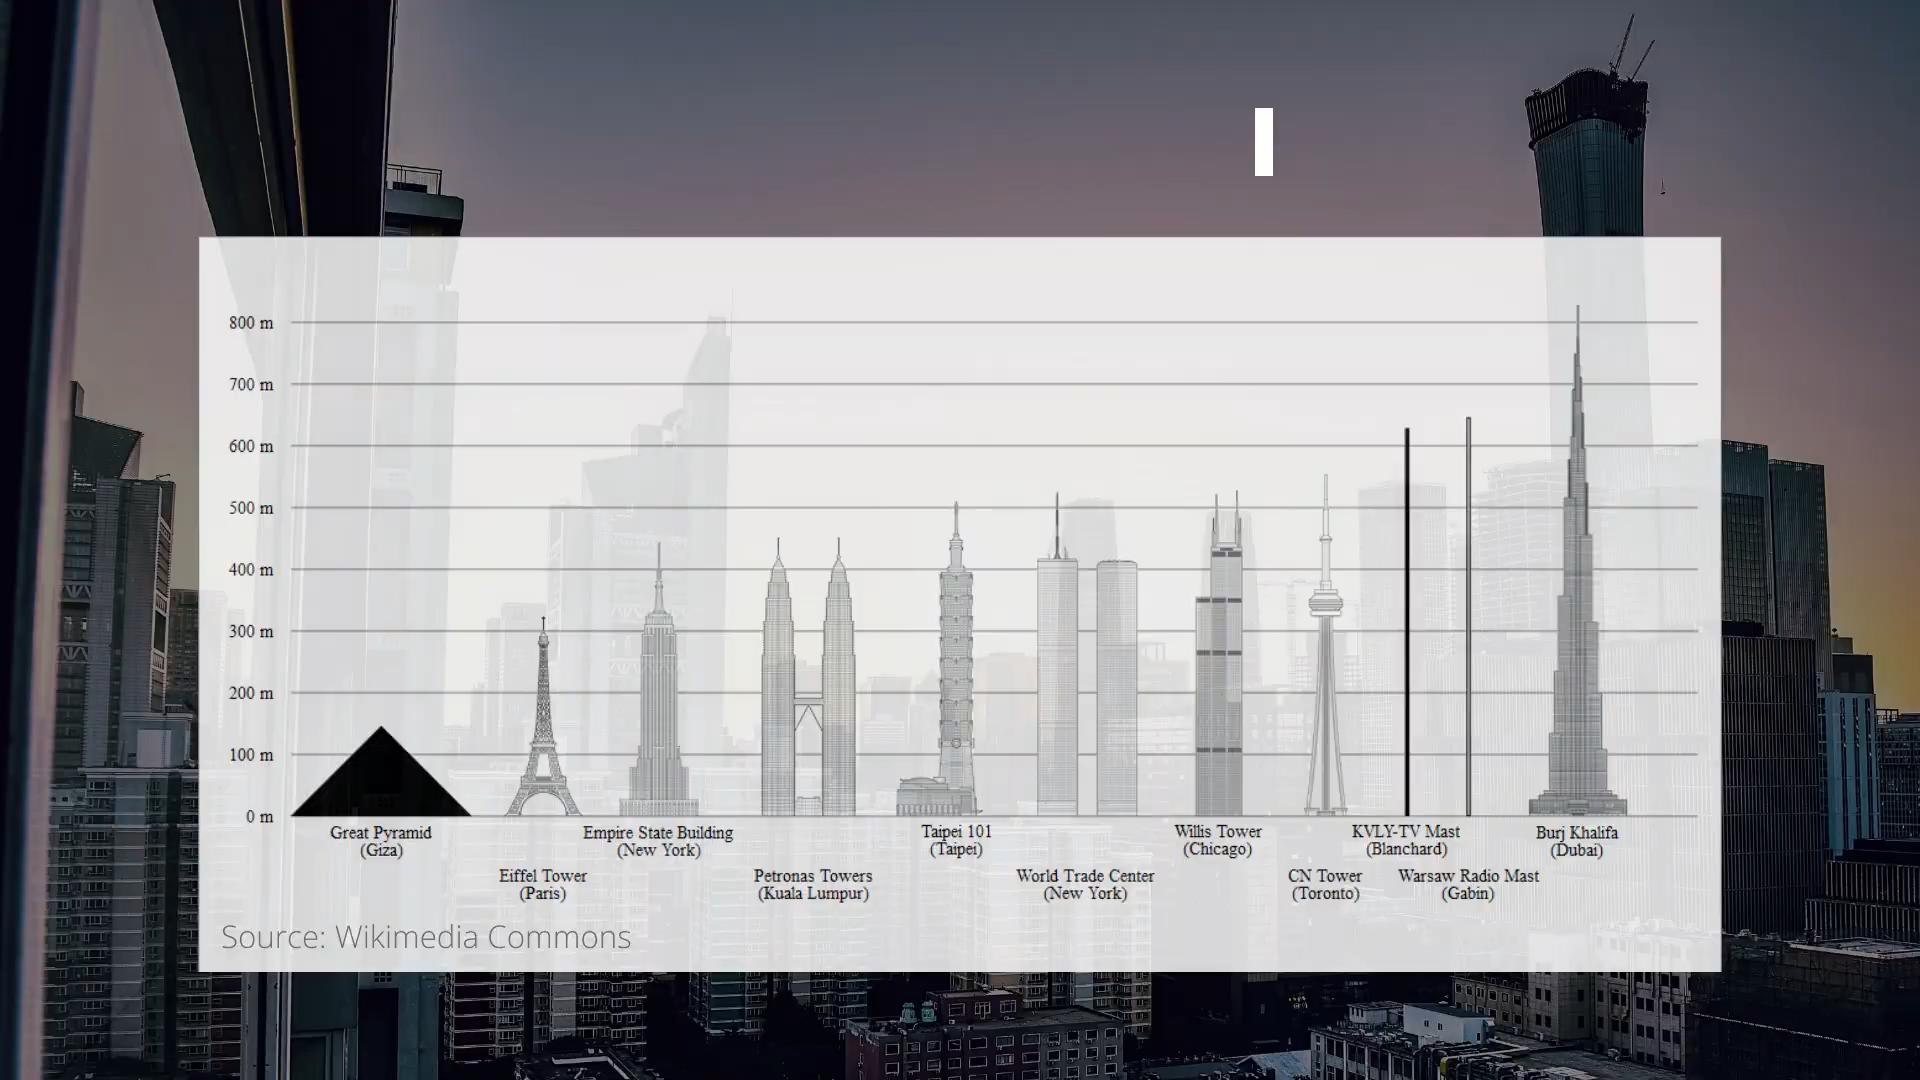 800 m
700 m
600 m
500 m
400 m
300 m
200 m
100 m
0 m
Great Pyramid
(Giza)
Eiffel Tower
(Paris)
Empire State Building
(New York)
Petronas Towers
(Kuala Lumpur)
Taipei 101
(Taipei)
World Trade Center
(New York)
Willis Tower
(Chicago)
CN Tower
(Toronto)
KVLY-TV Mast
(Blanchard)
Warsaw Radio Mast
(Gabin)
Burj Khalifa
(Dubai)
Source: Wikimedia Commons